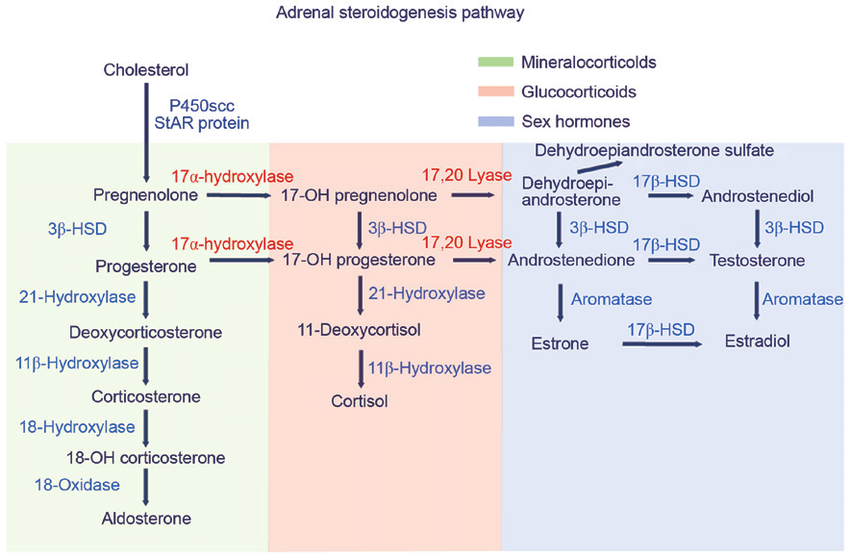 Adrenal steroidogenesis pathway
Cholesterol
Mineralocorticolds
Glucocorticoids
Sex hormones
P450scc
StAR protein
Dehydroepiandrosterone sulfate
17α-hydroxylase
17,20 Lyase
17β-HSD
Pregnenolone
17-OH pregnenolone
Dehydroepi-
androsterone
Androstenediol
3β-HSD
3β-HSD
3β-HSD
3β-HSD
17α-hydroxylase
17,20 Lyase
17β-HSD
Progesterone
17-OH progesterone
Androstenedione
Testosterone
21-Hydroxylase
21-Hydroxylase
Aromatase
Aromatase
Deoxycorticosterone
11-Deoxycortisol
17β-HSD
Estrone
Estradiol
11β-Hydroxylase
11β-Hydroxylase
Corticosterone
Cortisol
18-Hydroxylase
18-OH corticosterone
18-Oxidase
Aldosterone